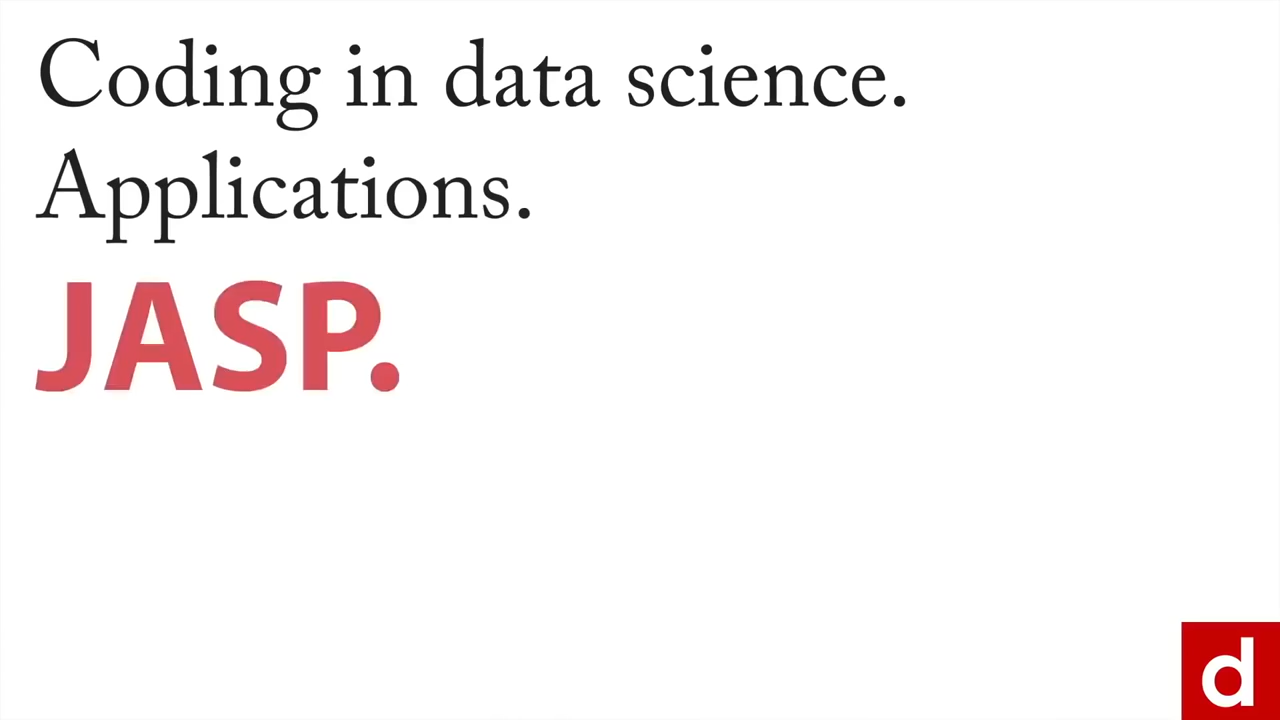 Coding in data science.
Applications.
JASP.
d